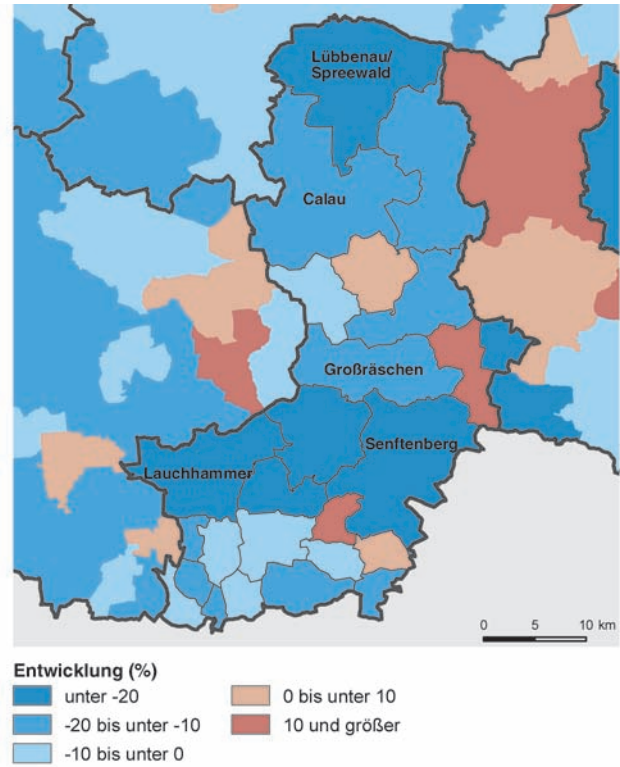 Lübbenau/
Spreewald
Calau
Großräschen
Senftenberg
Lauchhammer
0 5 10 km
Entwicklung (%)
unter -20
-20 bis unter -10
-10 bis unter 0
0 bis unter 10
10 und größer